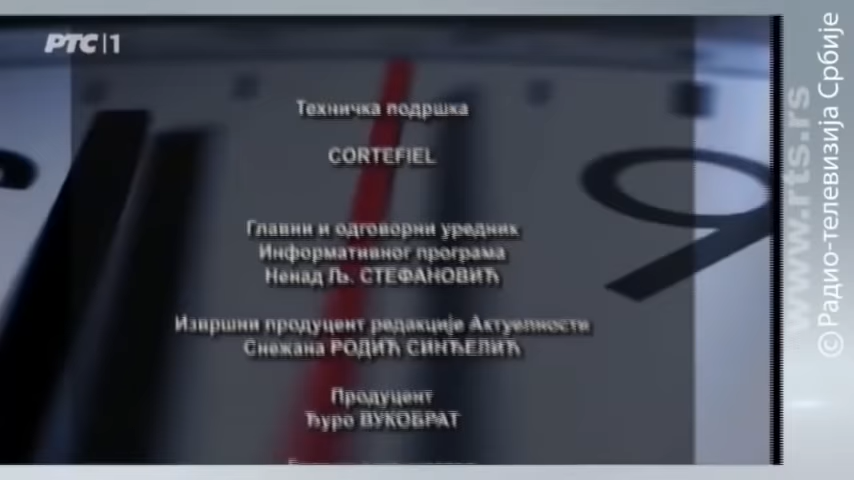 РТС|1
Техничка подршка
CORTEFIEL
Главни и одговорни уредник
Информативног програма
Ненад Љ. СТЕФАНОВИЋ
Извршни продуцент редакције Актуелности
Снежана РОДИЋ СИНЂЕЛИЋ
Продуцент
Ђуро ВУКОБРАТ
9
www.rts.rs
©Радио-телевизија Србије